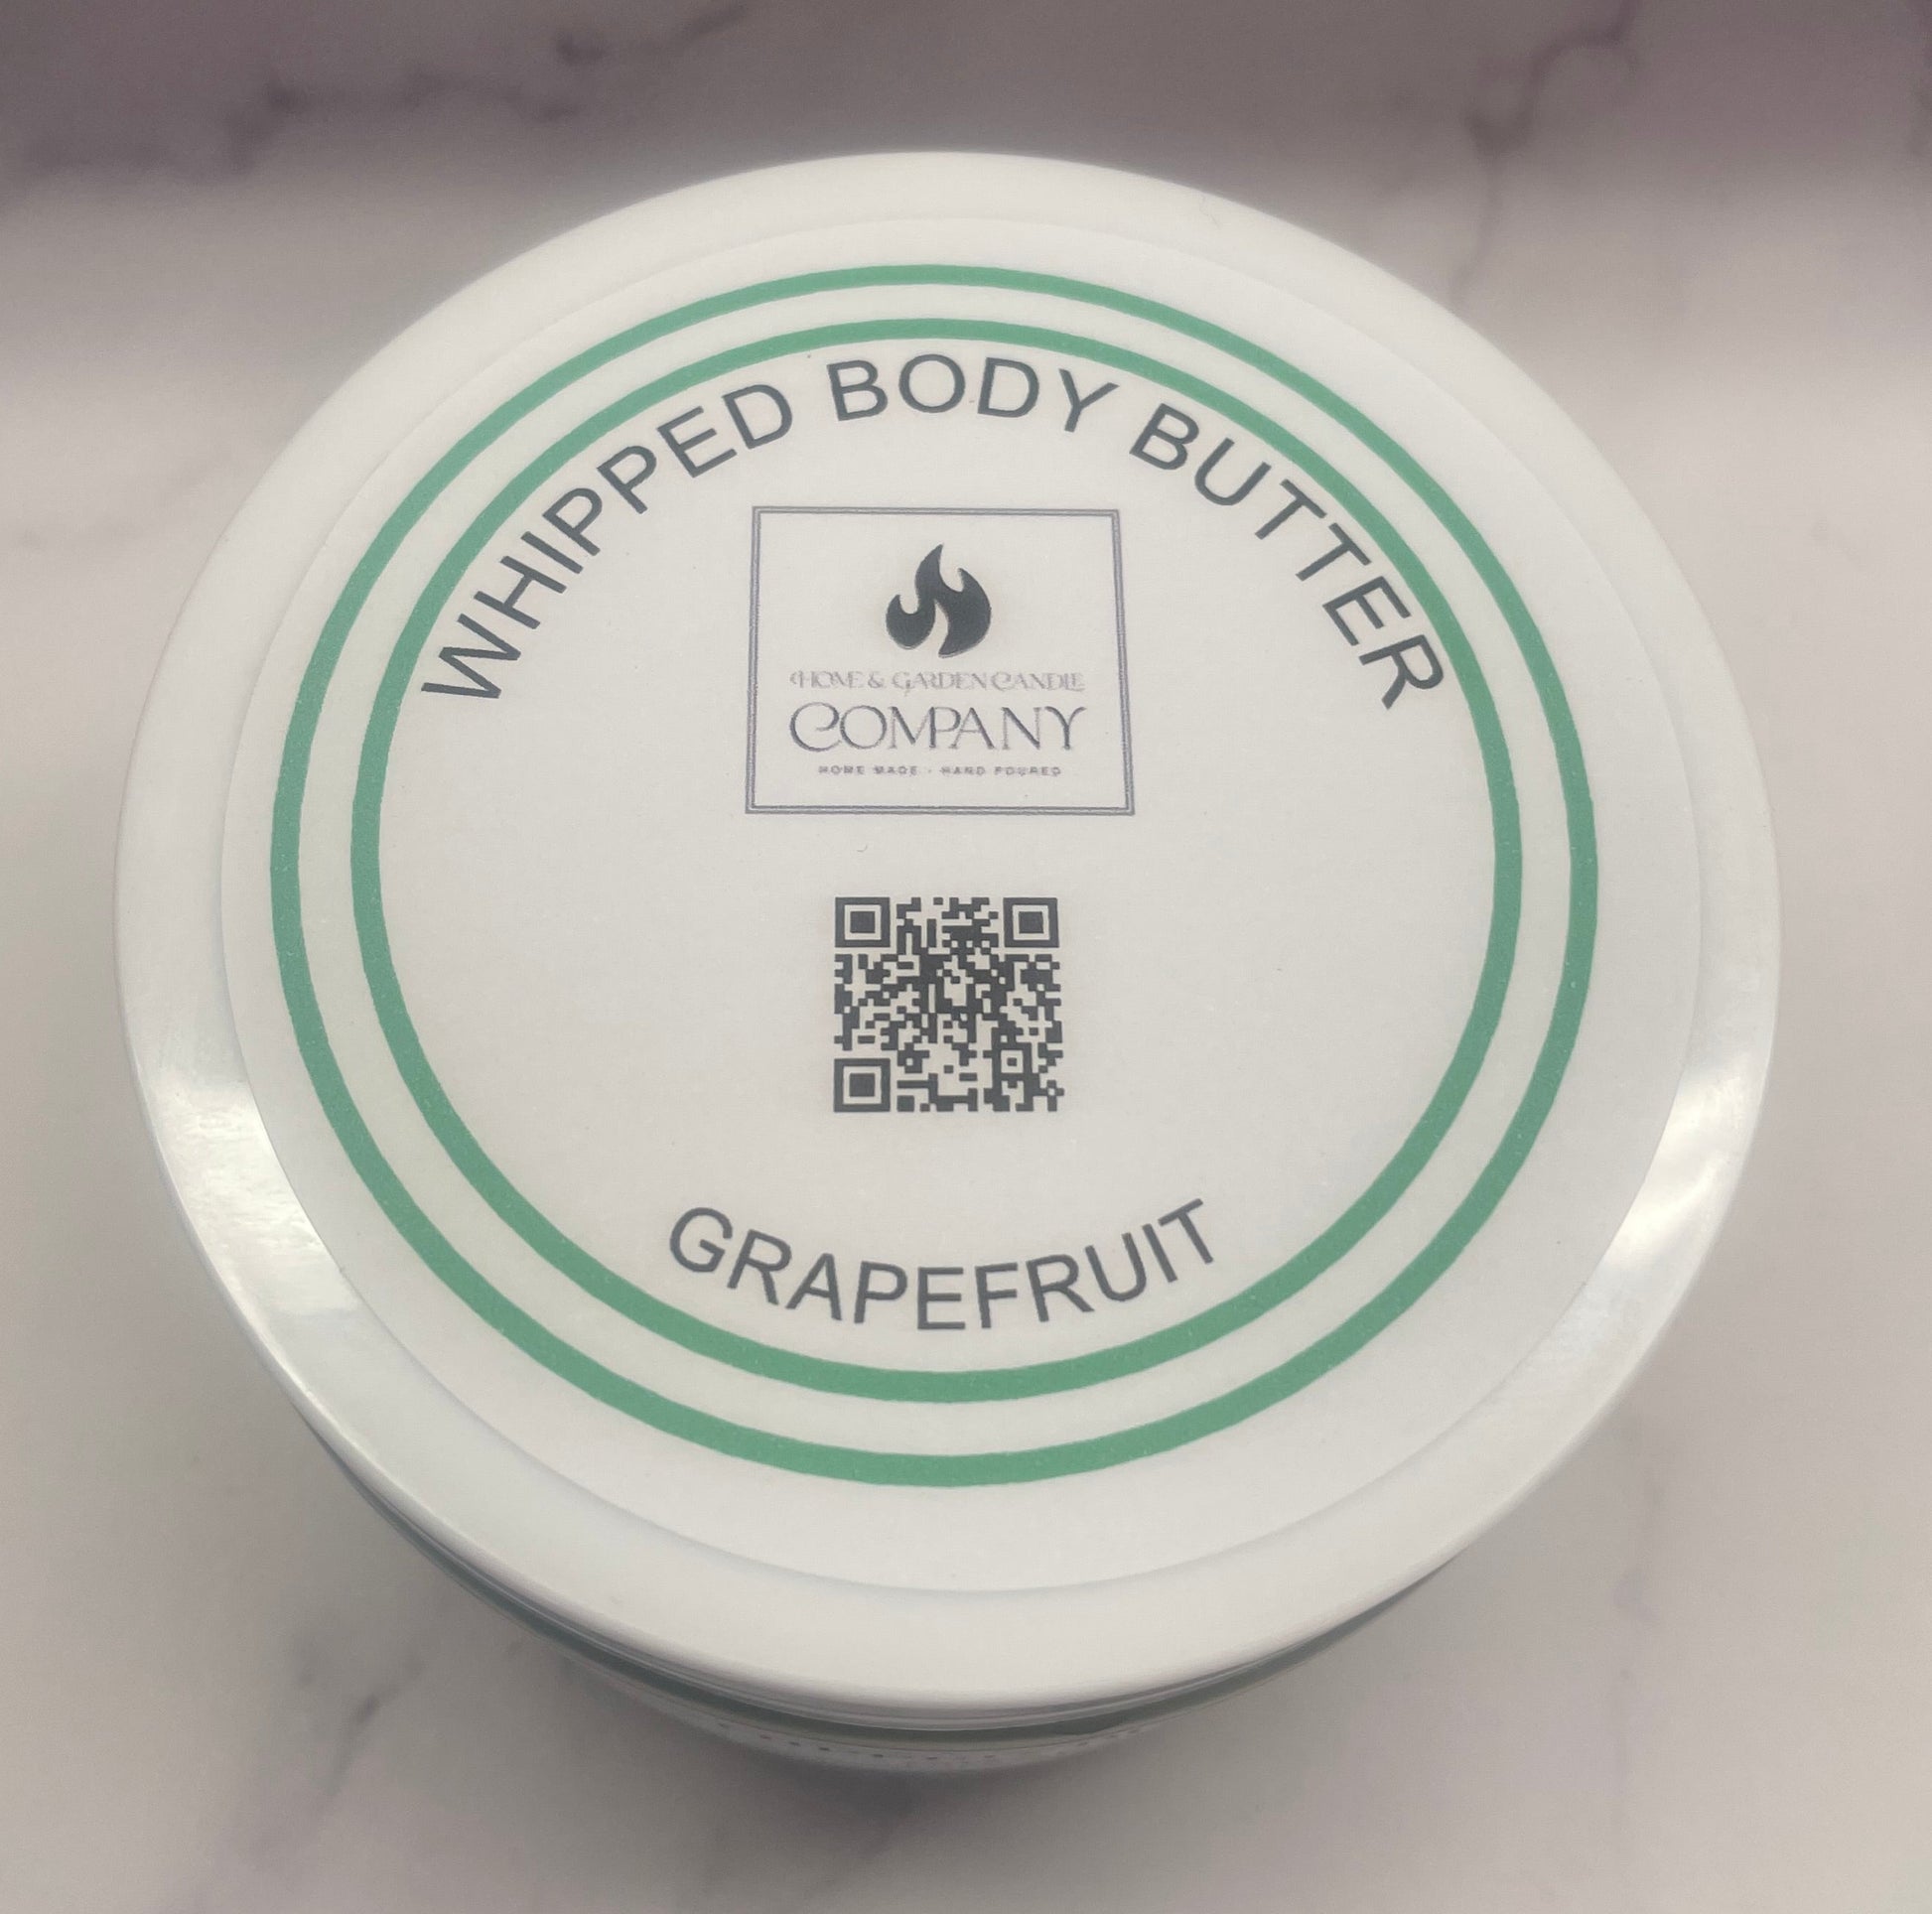 WHIPPED BODY BUTTER
HOME & GARDEN CANDLE
COMPANY
HOME MADE · HAND POURED
GRAPEFRUIT